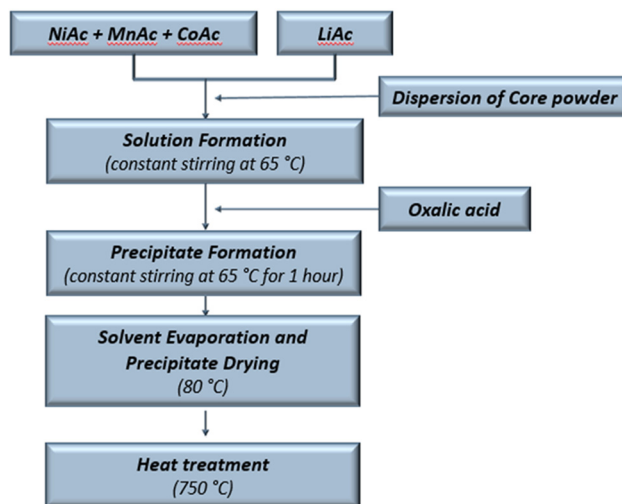 NiAc + MnAc + CoAc
LiAc
Dispersion of Core powder
Solution Formation
(constant stirring at 65 °C)
Oxalic acid
Precipitate Formation
(constant stirring at 65 °C for 1 hour)
Solvent Evaporation and
Precipitate Drying
(80 °C)
Heat treatment
(750 °C)